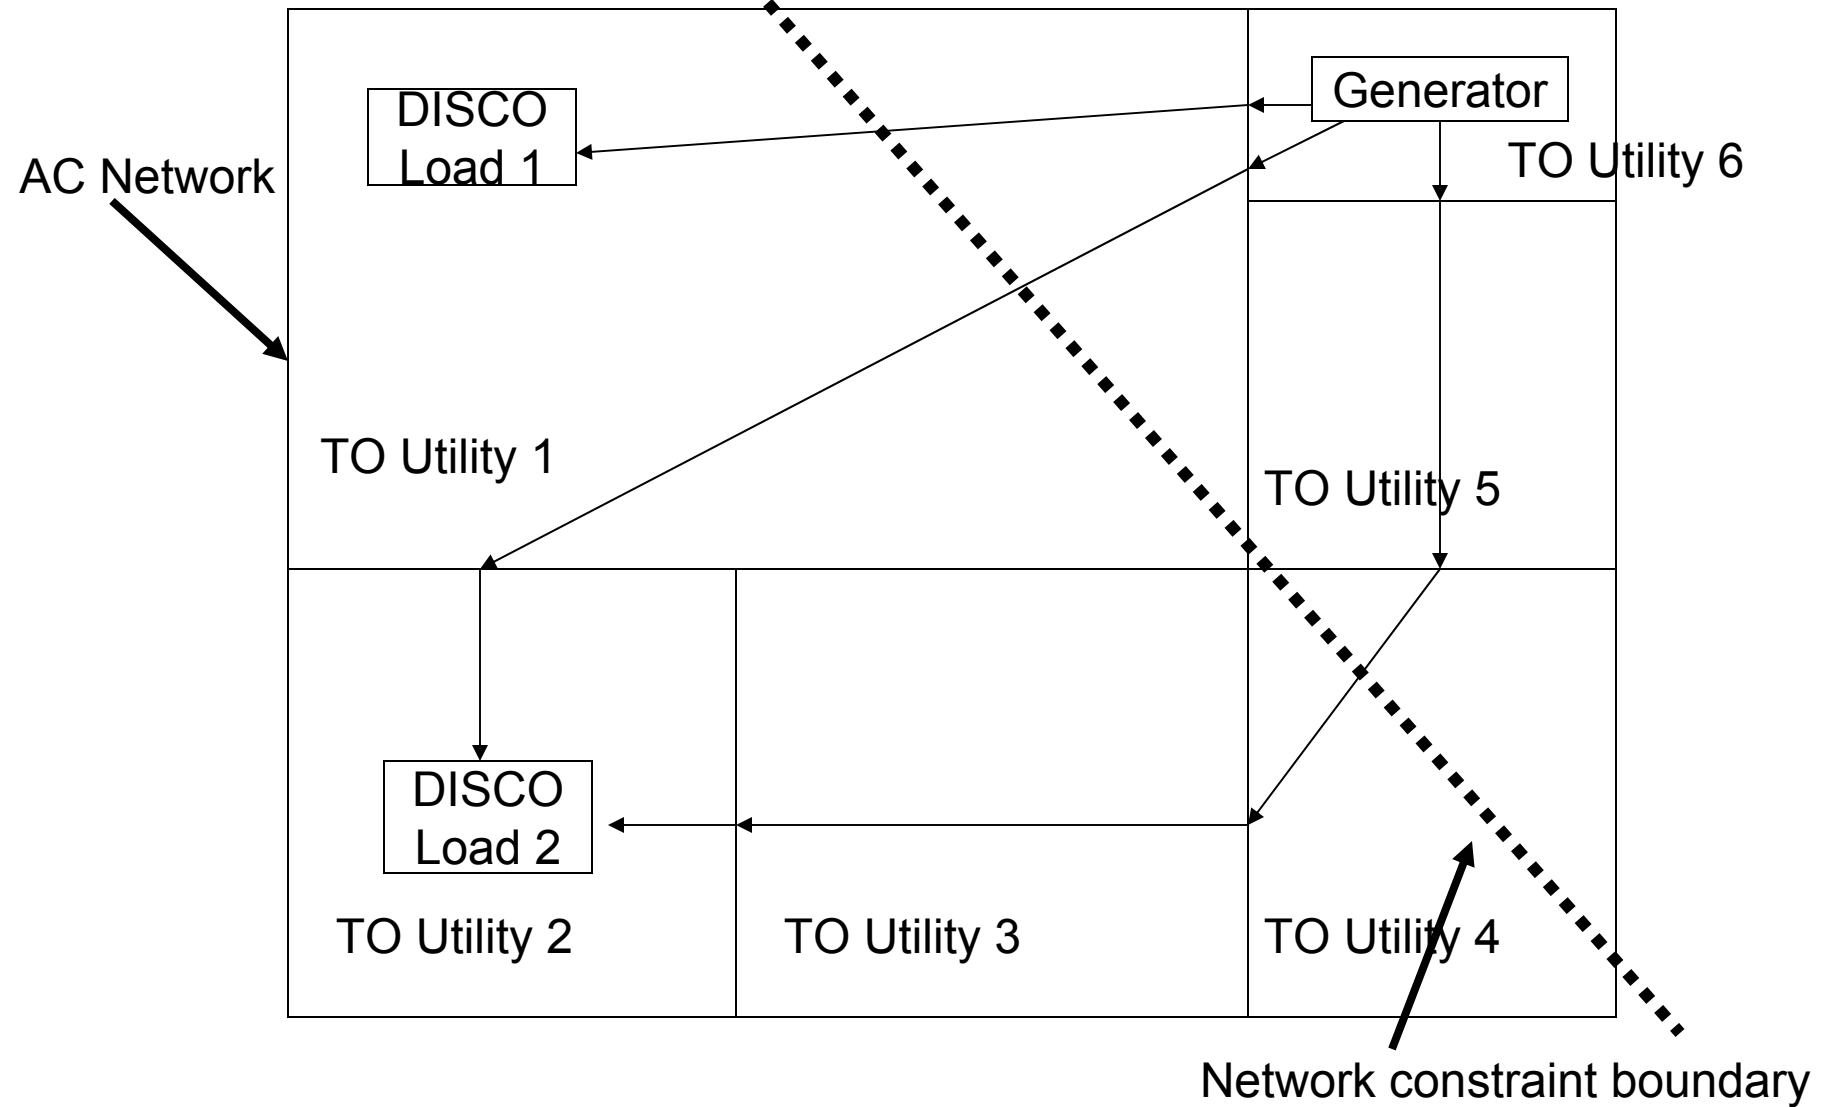 Generator
DISCO
Load 1
TO Utility 6
AC Network
TO Utility 1
TO Utility 5
DISCO
Load 2
TO Utility 2
TO Utility 3
TO Utility 4
Network constraint boundary